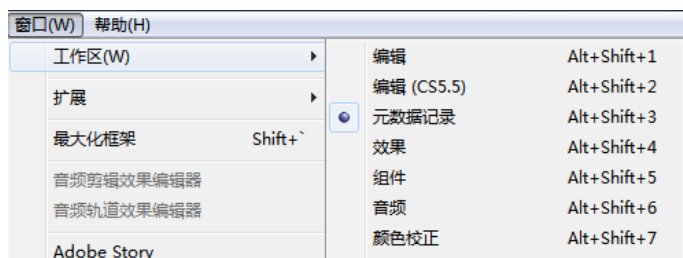 窗口(W) 帮助(H)
工作区(W)
扩展
最大化框架 Shift+`
音频剪辑效果编辑器
音频轨道效果编辑器
Adobe Story
编辑 Alt+Shift+1
编辑 (CS5.5) Alt+Shift+2
元数据记录 Alt+Shift+3
效果 Alt+Shift+4
组件 Alt+Shift+5
音频 Alt+Shift+6
颜色校正 Alt+Shift+7